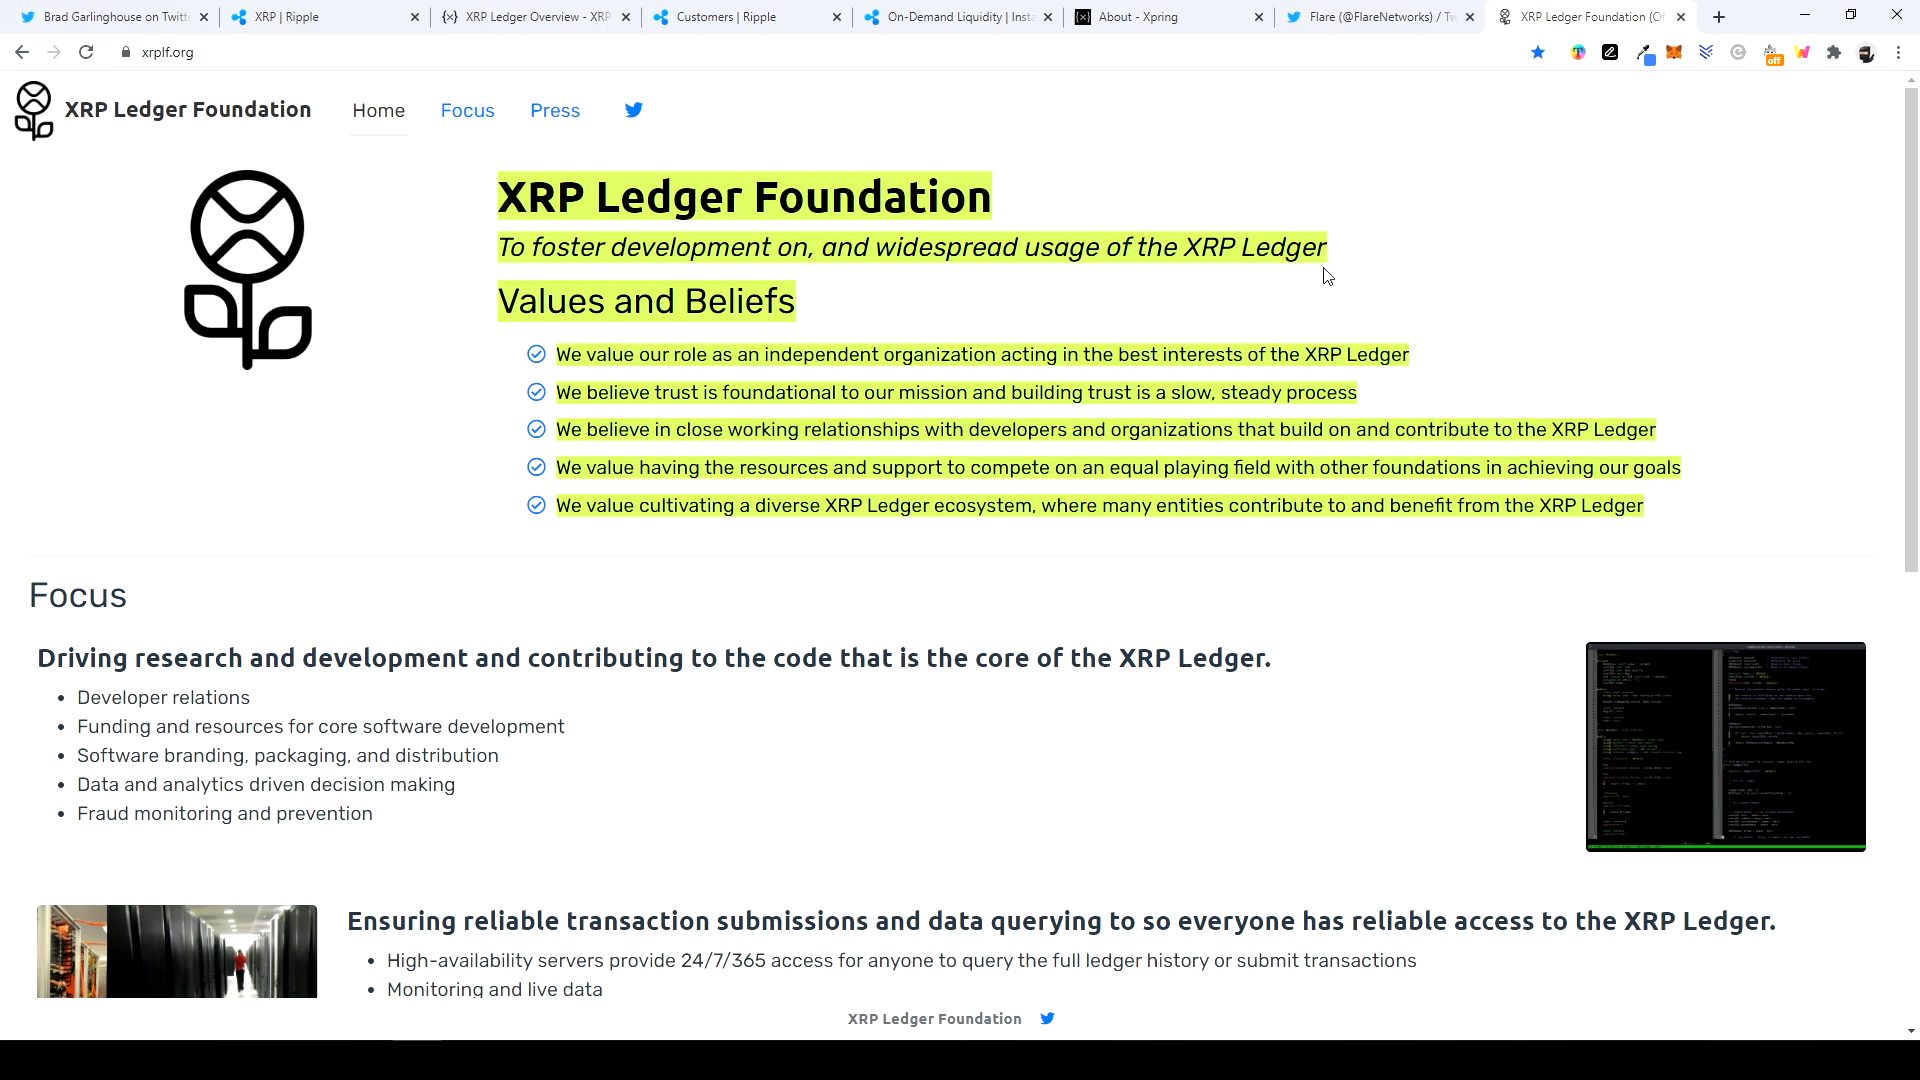 Brad Garlinghouse on Twitt
XRP | Ripple
XRP Ledger Overview - XRP
Customers | Ripple
On-Demand Liquidity | Insta
About - Xpring
Flare (@FlareNetworks) / Tw
XRP Ledger Foundation (Of
xrplf.org
off
XRP Ledger Foundation
Home
Focus
Press
XRP Ledger Foundation
To foster development on, and widespread usage of the XRP Ledger
Values and Beliefs
We value our role as an independent organization acting in the best interests of the XRP Ledger
We believe trust is foundational to our mission and building trust is a slow, steady process
We believe in close working relationships with developers and organizations that build on and contribute to the XRP Ledger
We value having the resources and support to compete on an equal playing field with other foundations in achieving our goals
We value cultivating a diverse XRP Ledger ecosystem, where many entities contribute to and benefit from the XRP Ledger
Focus
Driving research and development and contributing to the code that is the core of the XRP Ledger.
Developer relations
Funding and resources for core software development
Software branding, packaging, and distribution
Data and analytics driven decision making
Fraud monitoring and prevention
Ensuring reliable transaction submissions and data querying to so everyone has reliable access to the XRP Ledger.
High-availability servers provide 24/7/365 access for anyone to query the full ledger history or submit transactions
Monitoring and live data
XRP Ledger Foundation